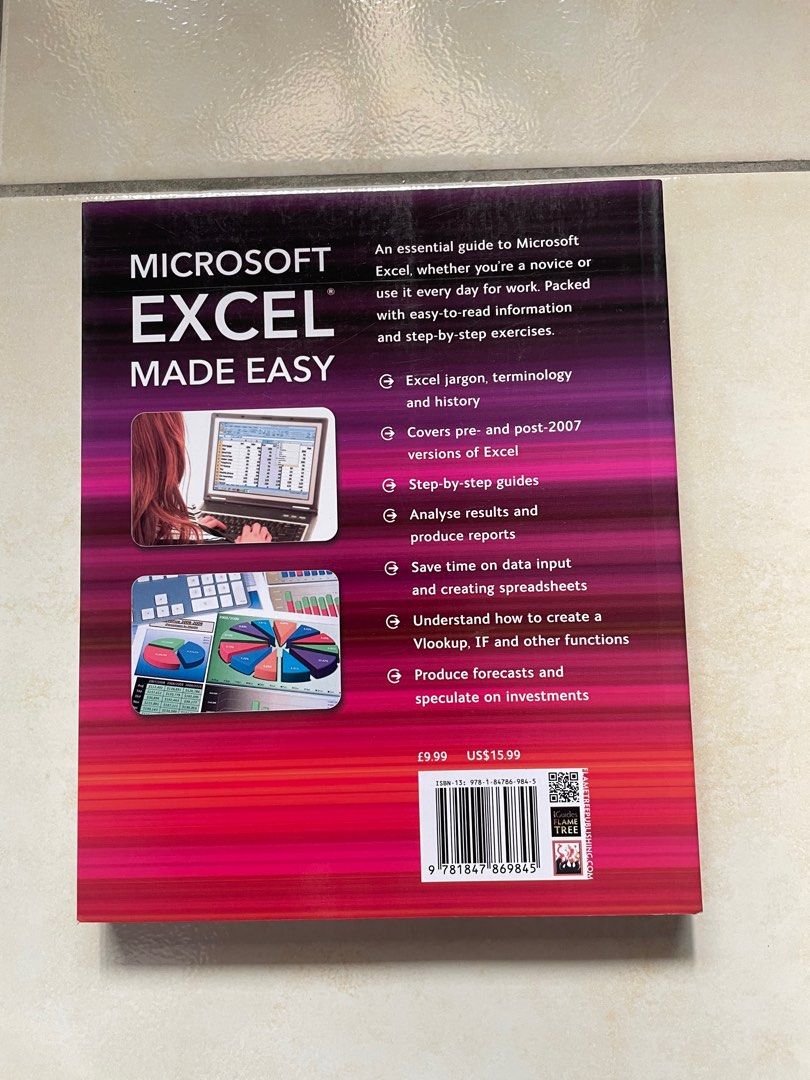 MICROSOFT
EXCEL®
MADE EASY
An essential guide to Microsoft
Excel, whether you're a novice or
use it every day for work. Packed
with easy-to-read information
and step-by-step exercises.
Excel jargon, terminology
and history
Covers pre- and post-2007
versions of Excel
Step-by-step guides
Analyse results and
produce reports
Save time on data input
and creating spreadsheets
Understand how to create a
Vlookup, IF and other functions
Produce forecasts and
speculate on investments
£9.99 US$15.99
ISBN-13: 978-1-84786-984-5
9 781847 869845
iGuides
FLAME
TREE
FLAMETREEPUBLISHING.COM